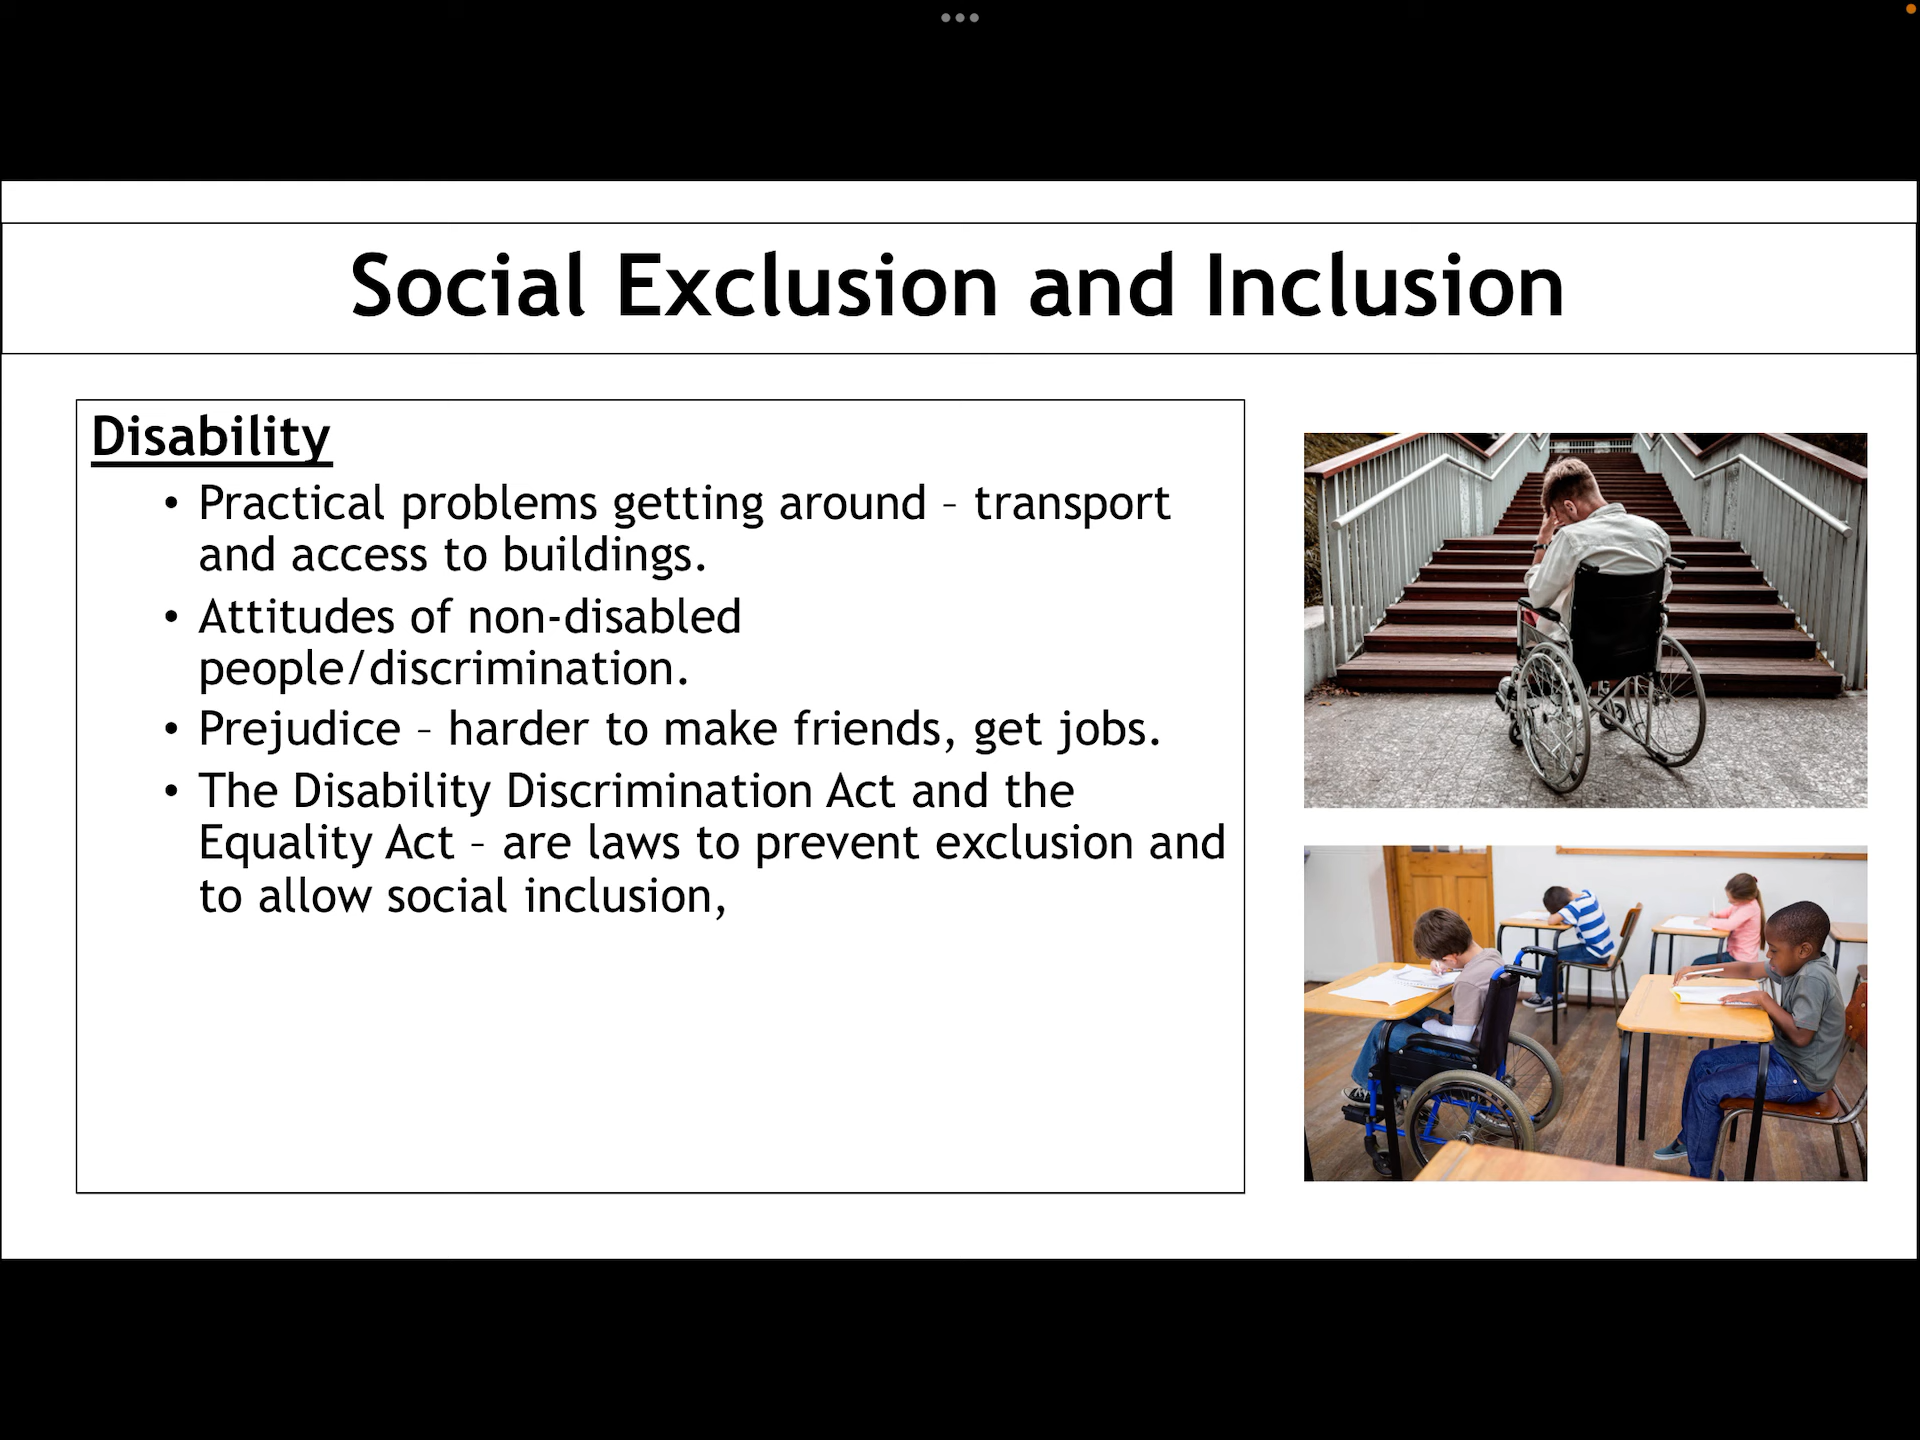 Social Exclusion and Inclusion
Disability
• Practical problems getting around – transport
and access to buildings.
• Attitudes of non-disabled
people/discrimination.
• Prejudice – harder to make friends, get jobs.
• The Disability Discrimination Act and the
Equality Act – are laws to prevent exclusion and
to allow social inclusion,